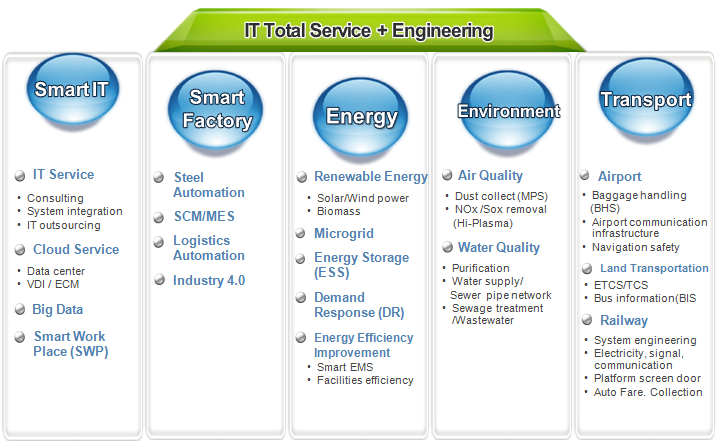 IT Total Service + Engineering
Smart IT
IT Service
• Consulting
• System integration
• IT outsourcing
Cloud Service
• Data center
• VDI / ECM
Big Data
Smart Work
Place (SWP)
Smart
Factory
Steel
Automation
SCM/MES
Logistics
Automation
Industry 4.0
Energy
Renewable Energy
• Solar/Wind power
• Biomass
Microgrid
Energy Storage
(ESS)
Demand
Response (DR)
Energy Efficiency
Improvement
• Smart EMS
• Facilities efficiency
Environment
Air Quality
• Dust collect (MPS)
• NOx /Sox removal
(Hi-Plasma)
Water Quality
• Purification
• Water supply/
Sewer pipe network
• Sewage treatment
/Wastewater
Transport
Airport
• Baggage handling
(BHS)
• Airport communication
infrastructure
• Navigation safety
Land Transportation
• ETCS/TCS
• Bus information(BIS
Railway
• System engineering
• Electricity, signal,
communication
• Platform screen door
• Auto Fare. Collection